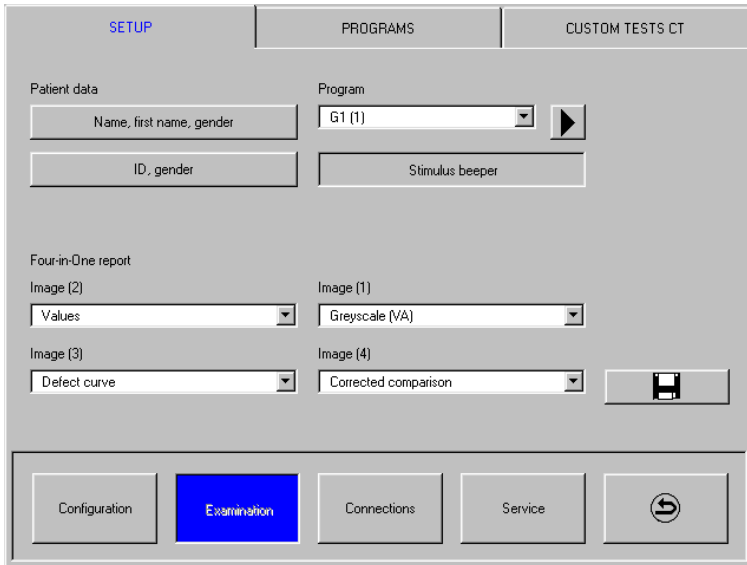 SETUP
PROGRAMS
CUSTOM TESTS CT
Patient data
Program
Name, first name, gender
G1 (1)
ID, gender
Stimulus beeper
Four-in-One report
Image (2)
Image (1)
Values
Greyscale (VA)
Image (3)
Image (4)
Defect curve
Corrected comparison
Configuration
Examination
Connections
Service